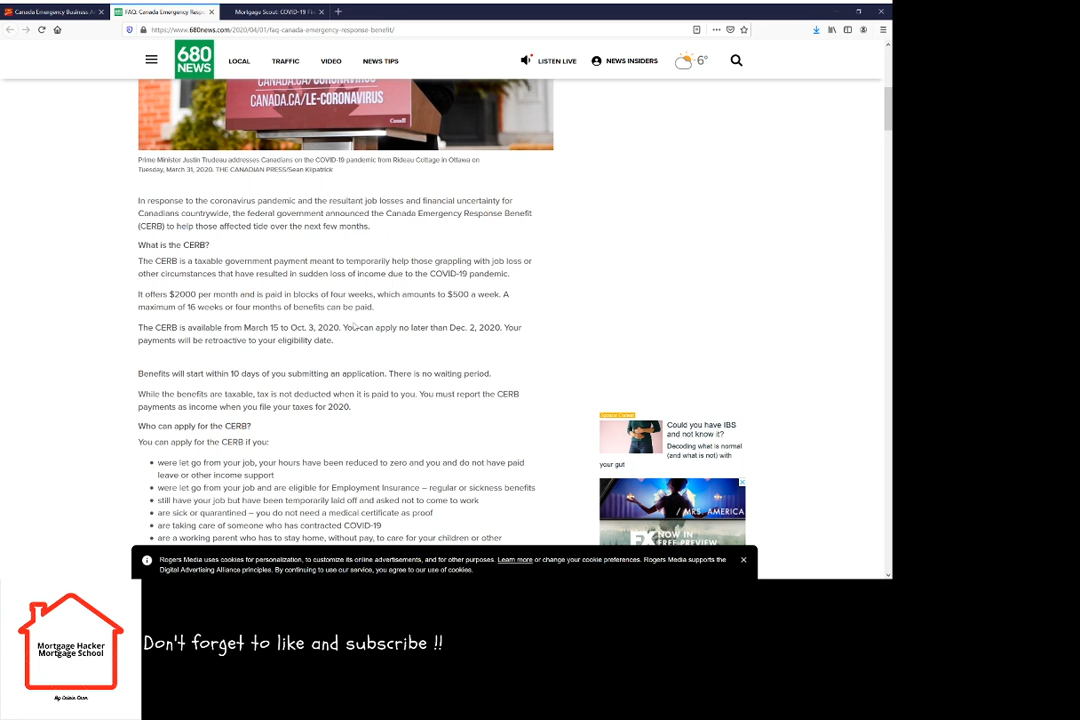 Canada Emergency Business A
FAQ: Canada Emergency Resp
Mortgage Scout: COVID-19 Fi
https://www.680news.com/2020/04/01/faq-canada-emergency-response-benefit/
680 NEWS
LOCAL
TRAFFIC
VIDEO
NEWS TIPS
LISTEN LIVE
NEWS INSIDERS
6°
CANADA.CA/CORONAVIRUS
CANADA.CA/LE-CORONAVIRUS
Canada
Prime Minister Justin Trudeau addresses Canadians on the COVID-19 pandemic from Rideau Cottage in Ottawa on
Tuesday, March 31, 2020. THE CANADIAN PRESS/Sean Kilpatrick
In response to the coronavirus pandemic and the resultant job losses and financial uncertainty for
Canadians countrywide, the federal government announced the Canada Emergency Response Benefit
(CERB) to help those affected tide over the next few months.
What is the CERB?
The CERB is a taxable government payment meant to temporarily help those grappling with job loss or
other circumstances that have resulted in sudden loss of income due to the COVID-19 pandemic.
It offers $2000 per month and is paid in blocks of four weeks, which amounts to $500 a week. A
maximum of 16 weeks or four months of benefits can be paid.
The CERB is available from March 15 to Oct. 3, 2020. You can apply no later than Dec. 2, 2020. Your
payments will be retroactive to your eligibility date.
Benefits will start within 10 days of you submitting an application. There is no waiting period.
While the benefits are taxable, tax is not deducted when it is paid to you. You must report the CERB
payments as income when you file your taxes for 2020.
Who can apply for the CERB?
You can apply for the CERB if you:
were let go from your job, your hours have been reduced to zero and you and do not have paid
leave or other income support
were let go from your job and are eligible for Employment Insurance – regular or sickness benefits
still have your job but have been temporarily laid off and asked not to come to work
are sick or quarantined – you do not need a medical certificate as proof
are taking care of someone who has contracted COVID-19
are a working parent who has to stay home, without pay, to care for your children or other
Could you have IBS
and not know it?
Decoding what is normal
(and what is not) with
your gut
MRS. AMERICA
FX NOW IN
FREE PREVIEW
Rogers Media uses cookies for personalization, to customize its online advertisements, and for other purposes. Learn more or change your cookie preferences. Rogers Media supports the
Digital Advertising Alliance principles. By continuing to use our service, you agree to our use of cookies.
Mortgage Hacker
Mortgage School
Don't forget to like and subscribe !!